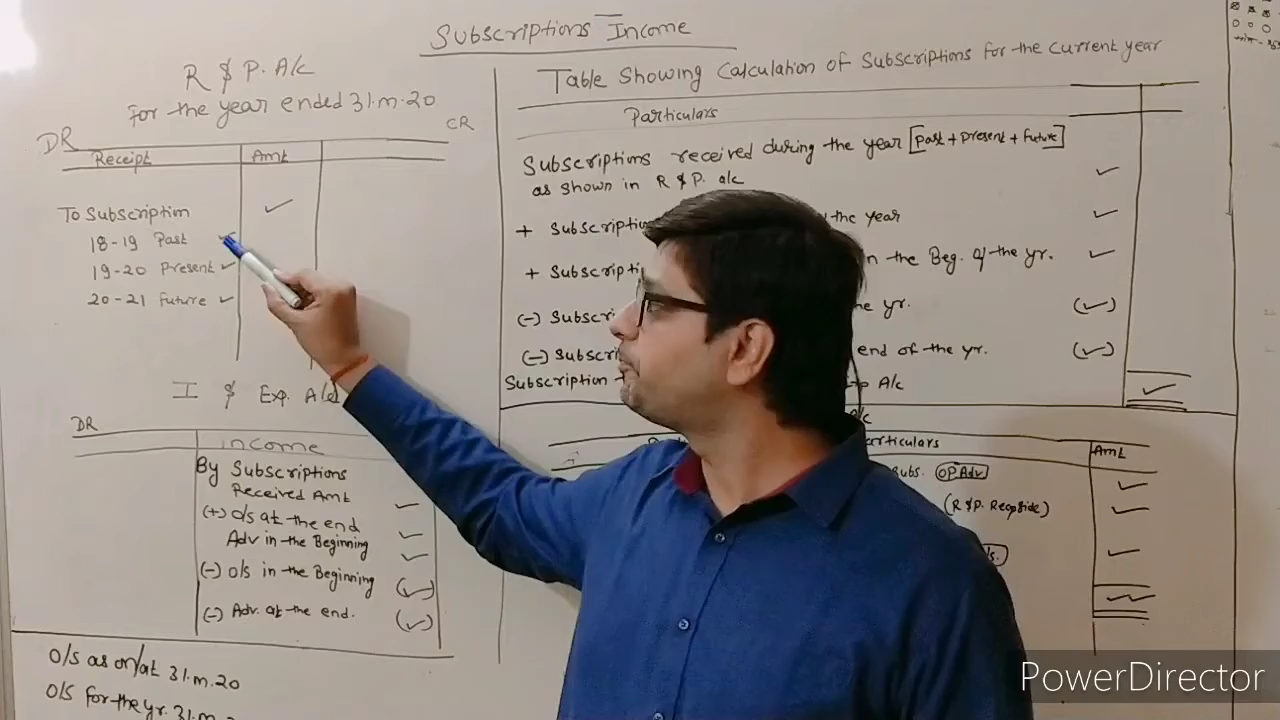 Subscriptions Income
R & P. A/c
for the year ended 31.m.20
DR
CR
Receipt Amt
To Subscription
18-19 Past
19-20 Present
20-21 Future
I & Exp. A/c
DR
income
By Subscriptions
Received Amt
(+) O/s at the end
Adv in the Beginning
(-) O/s in the Beginning
(-) Adv. at the end.
O/s as on/at 31.m.20
O/s for the yr. 31.m
Table Showing Calculation of Subscriptions for the current year
Particulars
Subscriptions received during the year [Past + Present + Future]
as shown in R & P. a/c
+ Subscriptio the year
+ Subscripti in the Beg. of the yr.
(-) Subscr he yr.
(-) Subscri end of the yr.
Subscription A/c
articulars Amt
subs. OP Adv
(R & P. Recp side)
PowerDirector